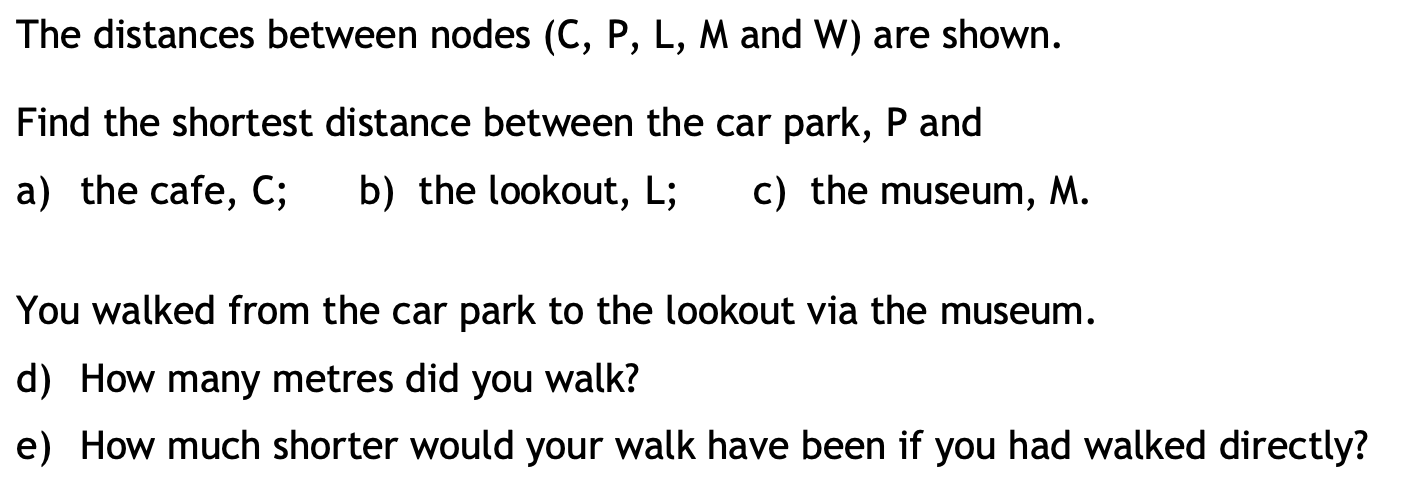 The distances between nodes (C, P, L, M and W) are shown.
Find the shortest distance between the car park, P and
a) the cafe, C; b) the lookout, L; c) the museum, M.
You walked from the car park to the lookout via the museum.
d) How many metres did you walk?
e) How much shorter would your walk have been if you had walked directly?